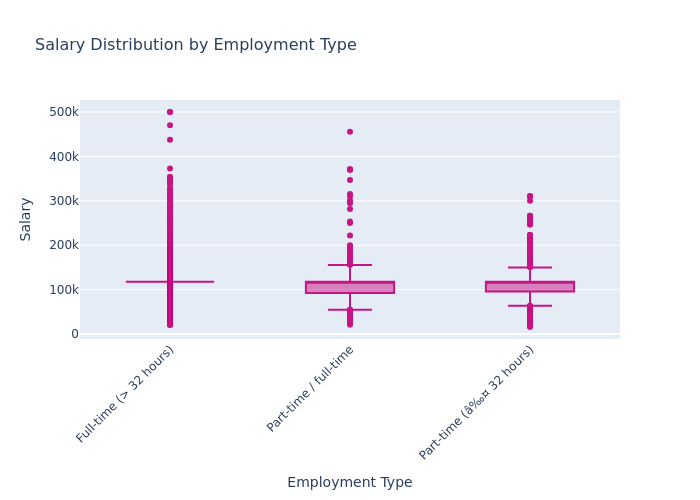 Salary Distribution by Employment Type
500k
400k
300k
200k
100k
0
Salary
Full-time (> 32 hours)
Part-time / full-time
Part-time (â‰¤ 32 hours)
Employment Type